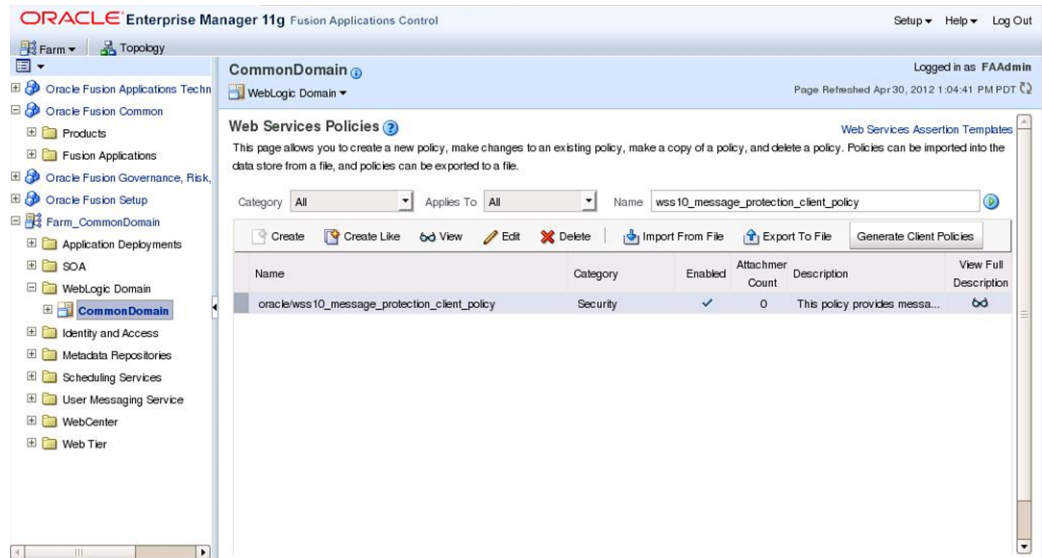 ORACLE Enterprise Manager 11g Fusion Applications Control
Setup Help Log Out
Farm Topology
Oracle Fusion Applications Techn
Oracle Fusion Common
Products
Fusion Applications
Oracle Fusion Governance, Risk,
Oracle Fusion Setup
Farm_CommonDomain
Application Deployments
SOA
WebLogic Domain
CommonDomain
Identity and Access
Metadata Repositories
Scheduling Services
User Messaging Service
WebCenter
Web Tier
CommonDomain
Logged in as FAAdmin
WebLogic Domain
Page Refreshed Apr 30, 2012 1:04:41 PM PDT
Web Services Policies
Web Services Assertion Templates
This page allows you to create a new policy, make changes to an existing policy, make a copy of a policy, and delete a policy. Policies can be imported into the
data store from a file, and policies can be exported to a file.
Category All Applies To All Name wss10_message_protection_client_policy
Create Create Like View Edit Delete Import From File Export To File Generate Client Policies
Name Category Enabled Attachmer Count Description View Full Description
oracle/wss10_message_protection_client_policy Security 0 This policy provides messa...